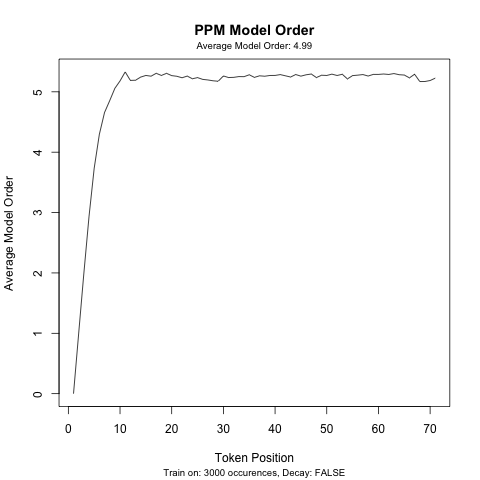 PPM Model Order
Average Model Order: 4.99
Average Model Order
5
4
3
2
1
0
0 10 20 30 40 50 60 70
Token Position
Train on: 3000 occurences, Decay: FALSE